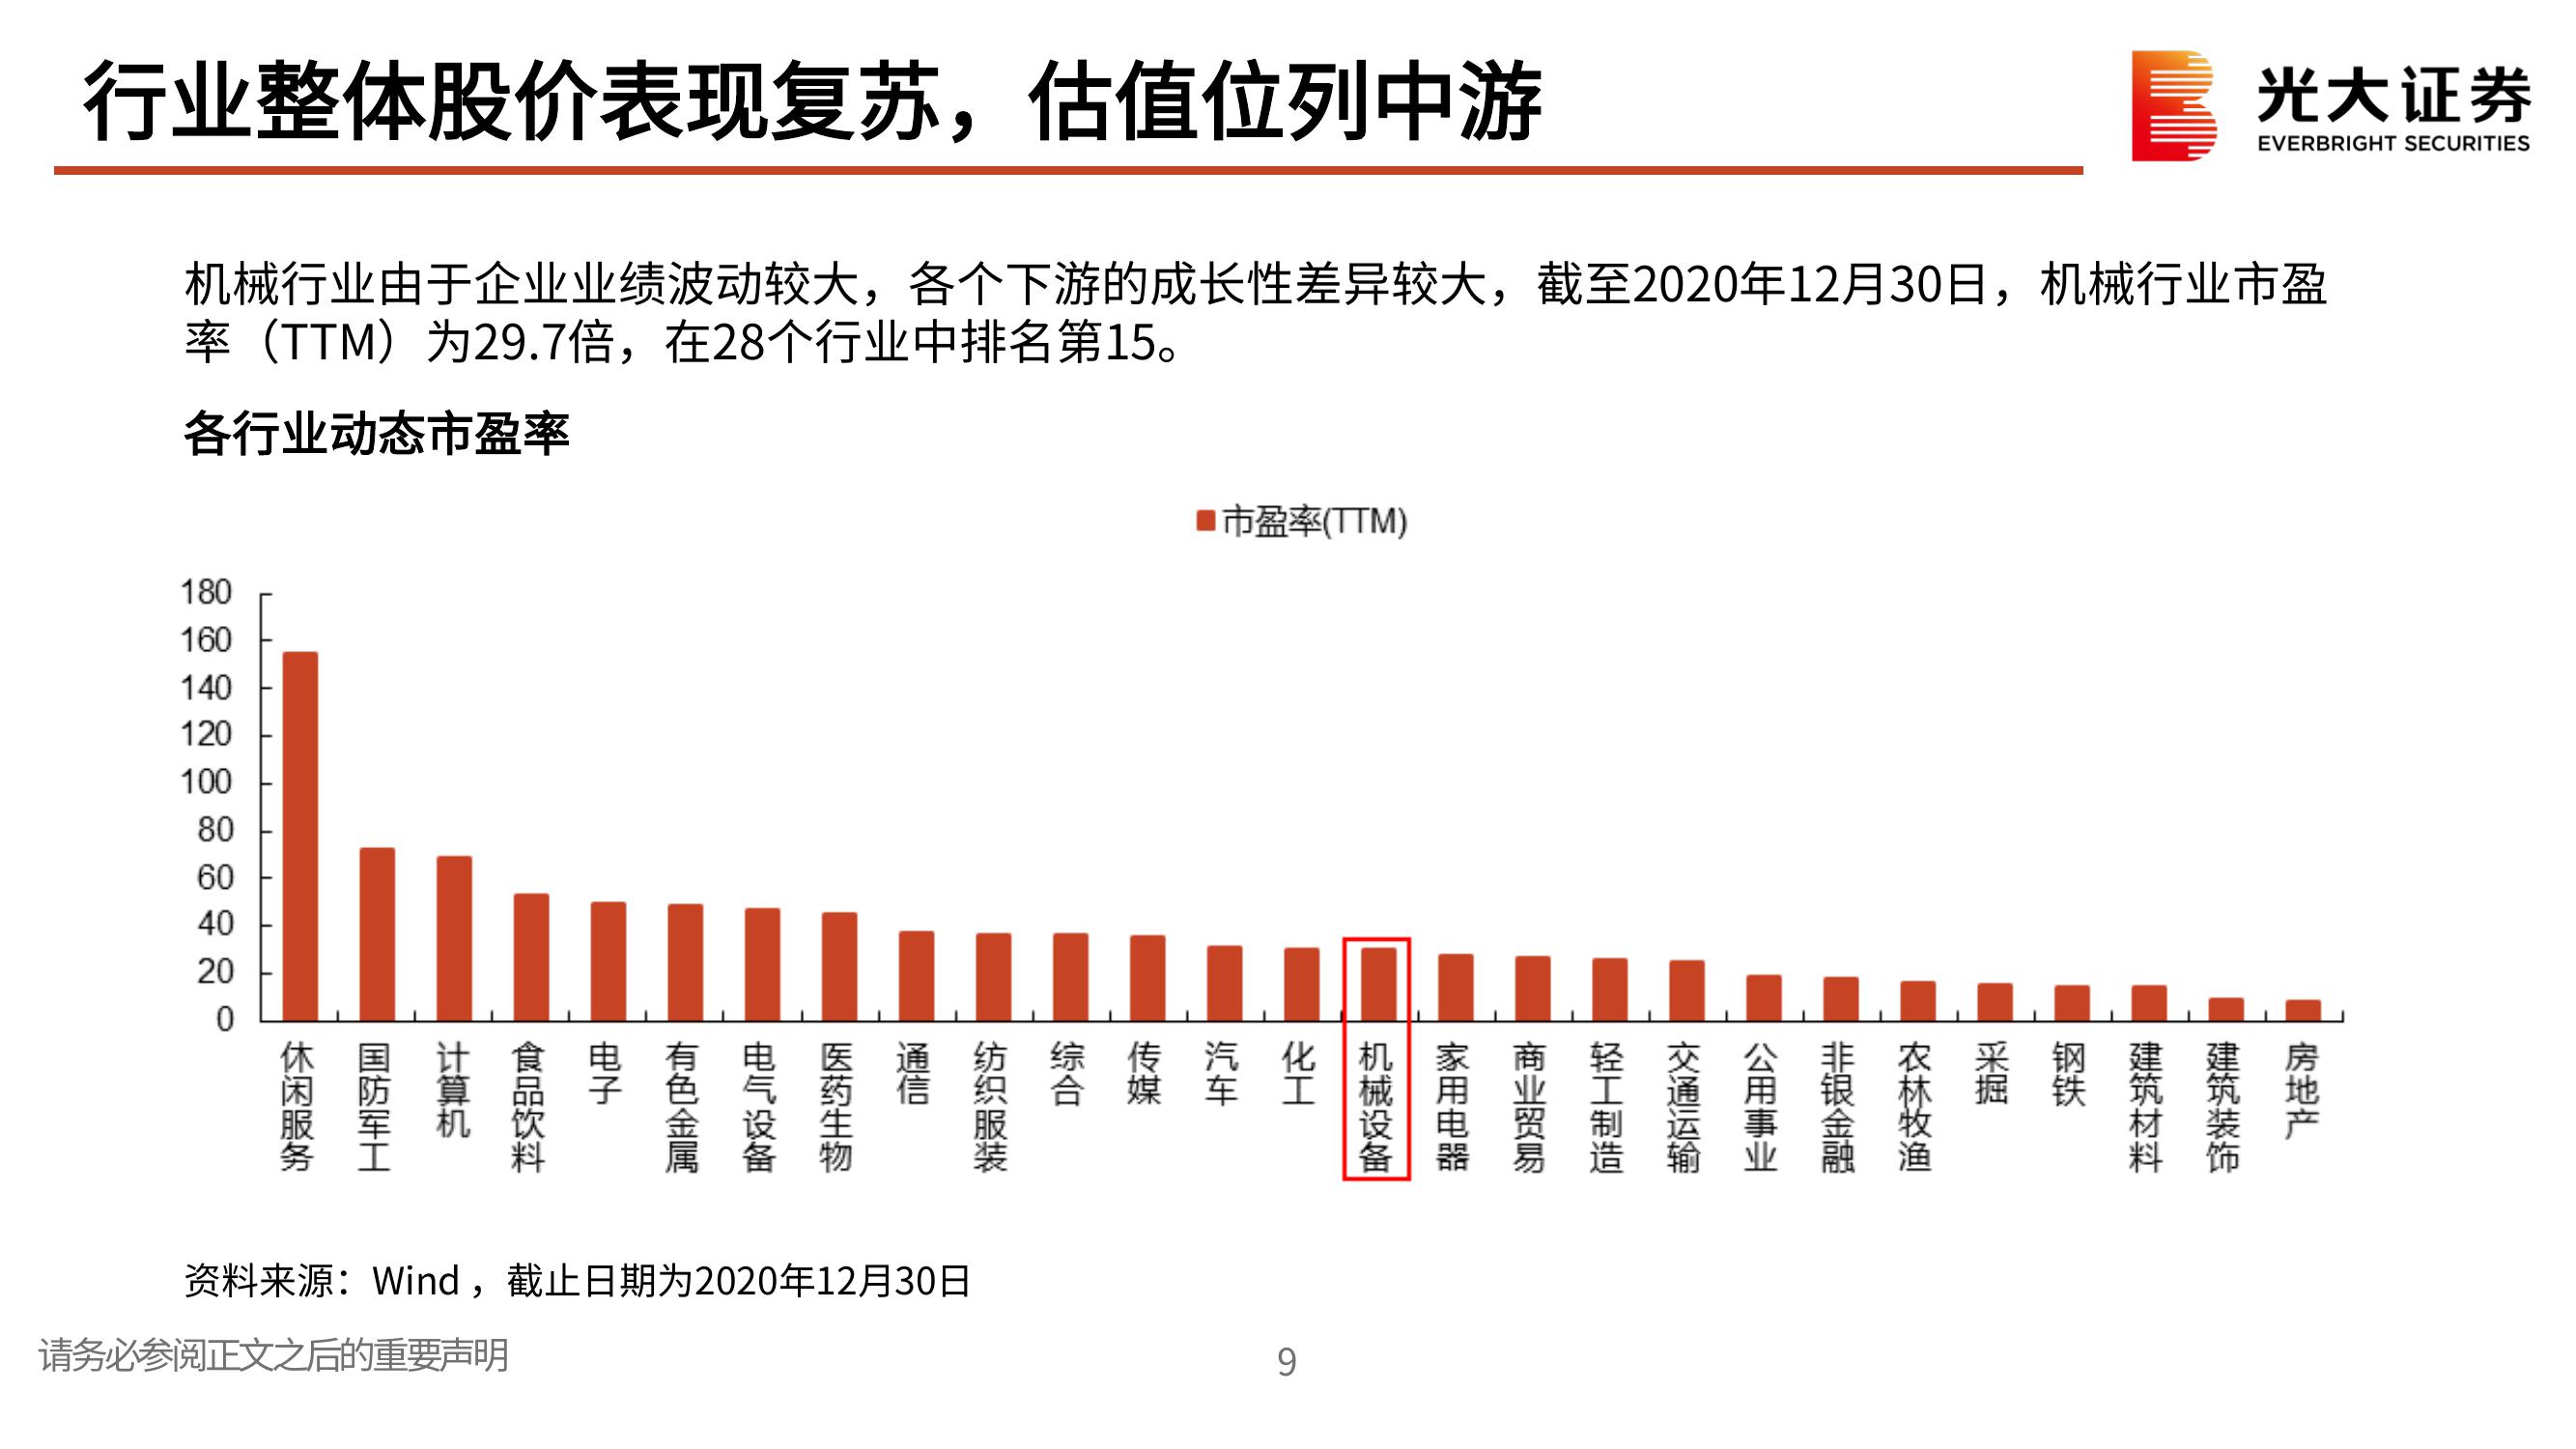 行业整体股价表现复苏，估值位列中游
光大证券
EVERBRIGHT SECURITIES
机械行业由于企业业绩波动较大，各个下游的成长性差异较大，截至2020年12月30日，机械行业市盈
率（TTM）为29.7倍，在28个行业中排名第15。
各行业动态市盈率
市盈率(TTM)
180
160
140
120
100
80
60
40
20
0
休闲服务
国防军工
计算机
食品饮料
电子
有色金属
电气设备
医药生物
通信
纺织服装
综合
传媒
汽车
化工
机械设备
家用电器
商业贸易
轻工制造
交通运输
公用事业
非银金融
农林牧渔
采掘
钢铁
建筑材料
建筑装饰
房地产
资料来源：Wind，截止日期为2020年12月30日
请务必参阅正文之后的重要声明
9